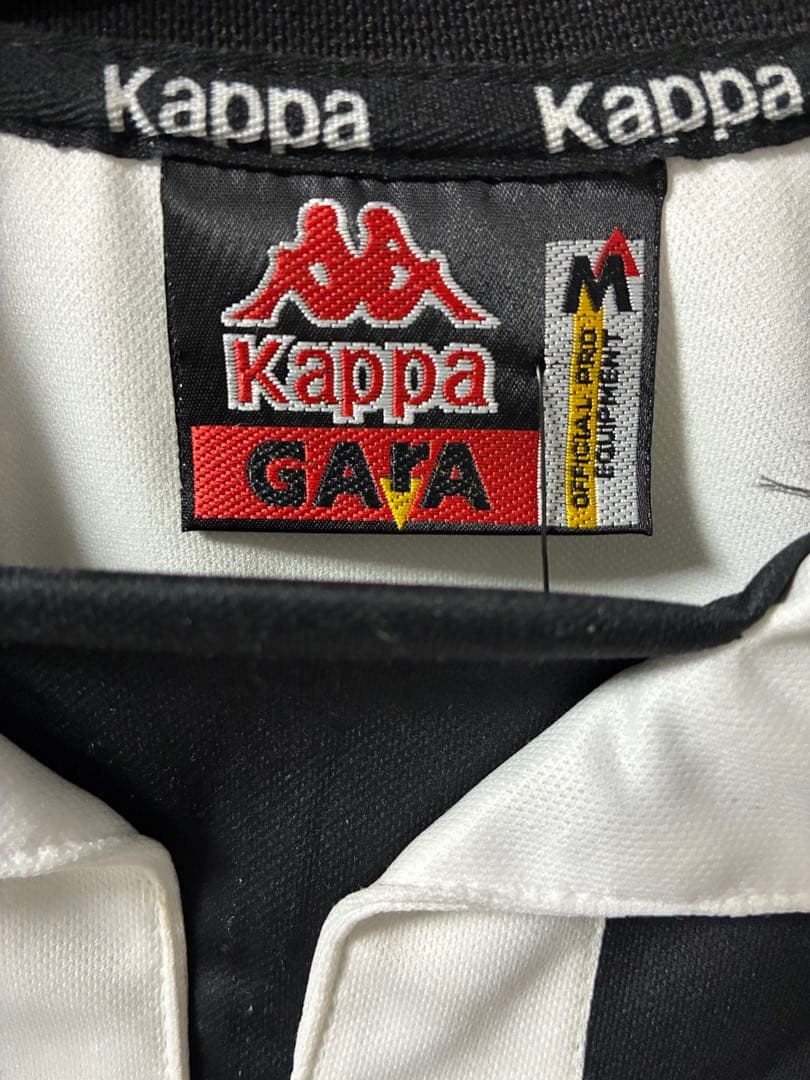 Kappa Kappa
Kappa
GArA
M
OFFICIAL PRO
EQUIPMENT